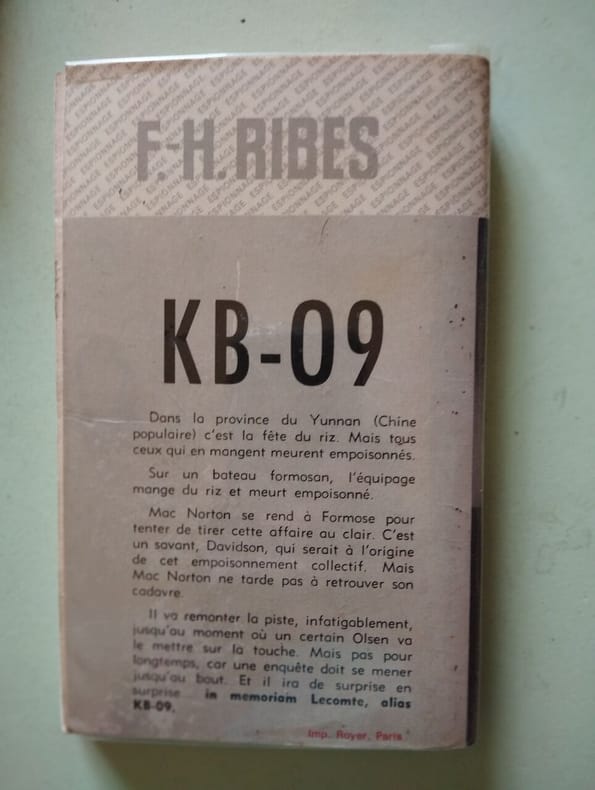 F.-H. RIBES
KB-09
Dans la province du Yunnan (Chine
populaire) c'est la fête du riz. Mais tous
ceux qui en mangent meurent empoisonnés.
Sur un bateau formosan, l'équipage
mange du riz et meurt empoisonné.
Mac Norton se rend à Formose pour
tenter de tirer cette affaire au clair. C'est
un savant, Davidson, qui serait à l'origine
de cet empoisonnement collectif. Mais
Mac Norton ne tarde pas à retrouver son
cadavre.
Il va remonter la piste, infatigablement,
jusqu'au moment où un certain Olsen va
le mettre sur la touche. Mais pas pour
longtemps, car une enquête doit se mener
jusqu'au bout. Et il ira de surprise en
surprise in memoriam Lecomte, alias
KB-09.
Imp. Royer, Paris